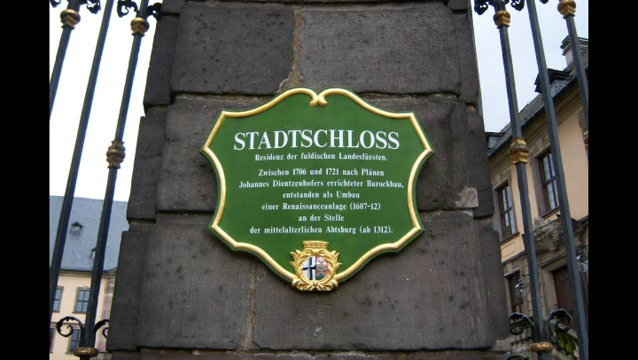 STADTSCHLOSS
Residenz der fuldischen Landesfürsten.
Zwischen 1706 und 1721 nach Plänen
Johannes Dientzenhofers errichteter Barockbau,
entstanden als Umbau
einer Renaissanceanlage (1607-12)
an der Stelle
der mittelalterlichen Abtsburg (ab 1312).